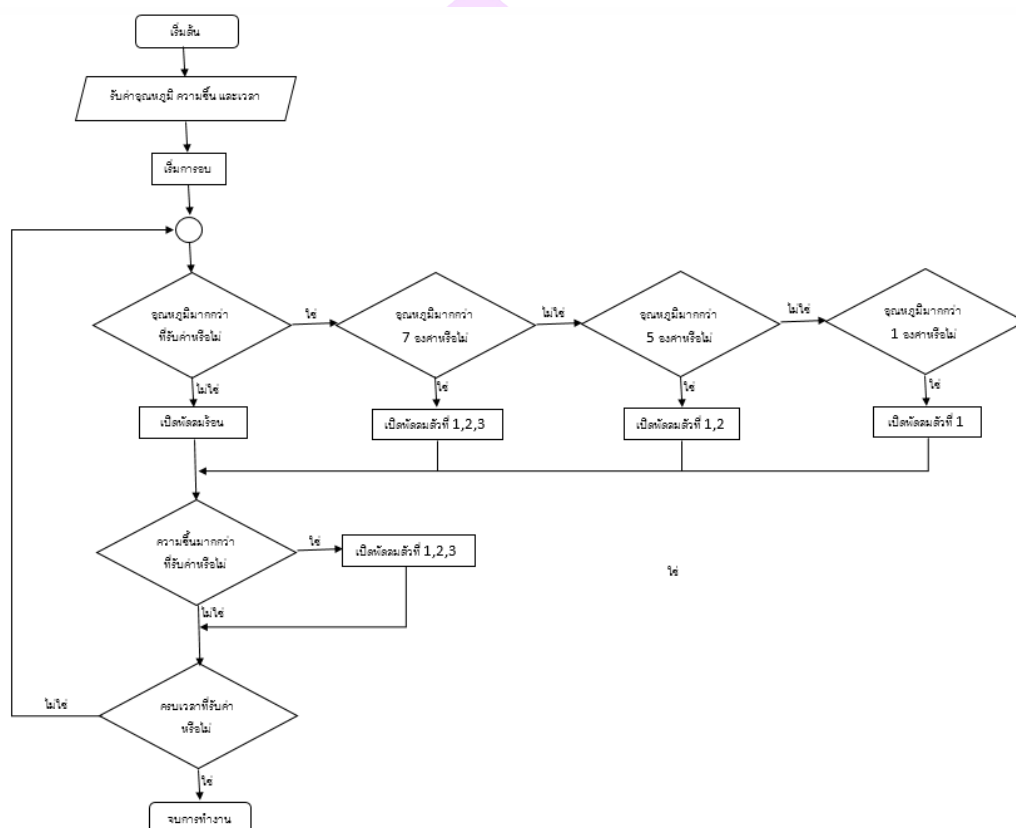 เริ่มต้น
รับค่าอุณหภูมิ ความชื้น และเวลา
เริ่มการอบ
อุณหภูมิมากกว่า
ที่รับค่าหรือไม่
ใช่
อุณหภูมิมากกว่า
7 องศาหรือไม่
ไม่ใช่
อุณหภูมิมากกว่า
5 องศาหรือไม่
ไม่ใช่
อุณหภูมิมากกว่า
1 องศาหรือไม่
ไม่ใช่
ใช่
ใช่
ใช่
เปิดพัดลมร้อน
เปิดพัดลมตัวที่ 1,2,3
เปิดพัดลมตัวที่ 1,2
เปิดพัดลมตัวที่ 1
ความชื้นมากกว่า
ที่รับค่าหรือไม่
ใช่
เปิดพัดลมตัวที่ 1,2,3
ใช่
ไม่ใช่
ครบเวลาที่รับค่า
หรือไม่
ไม่ใช่
ใช่
จบการทำงาน